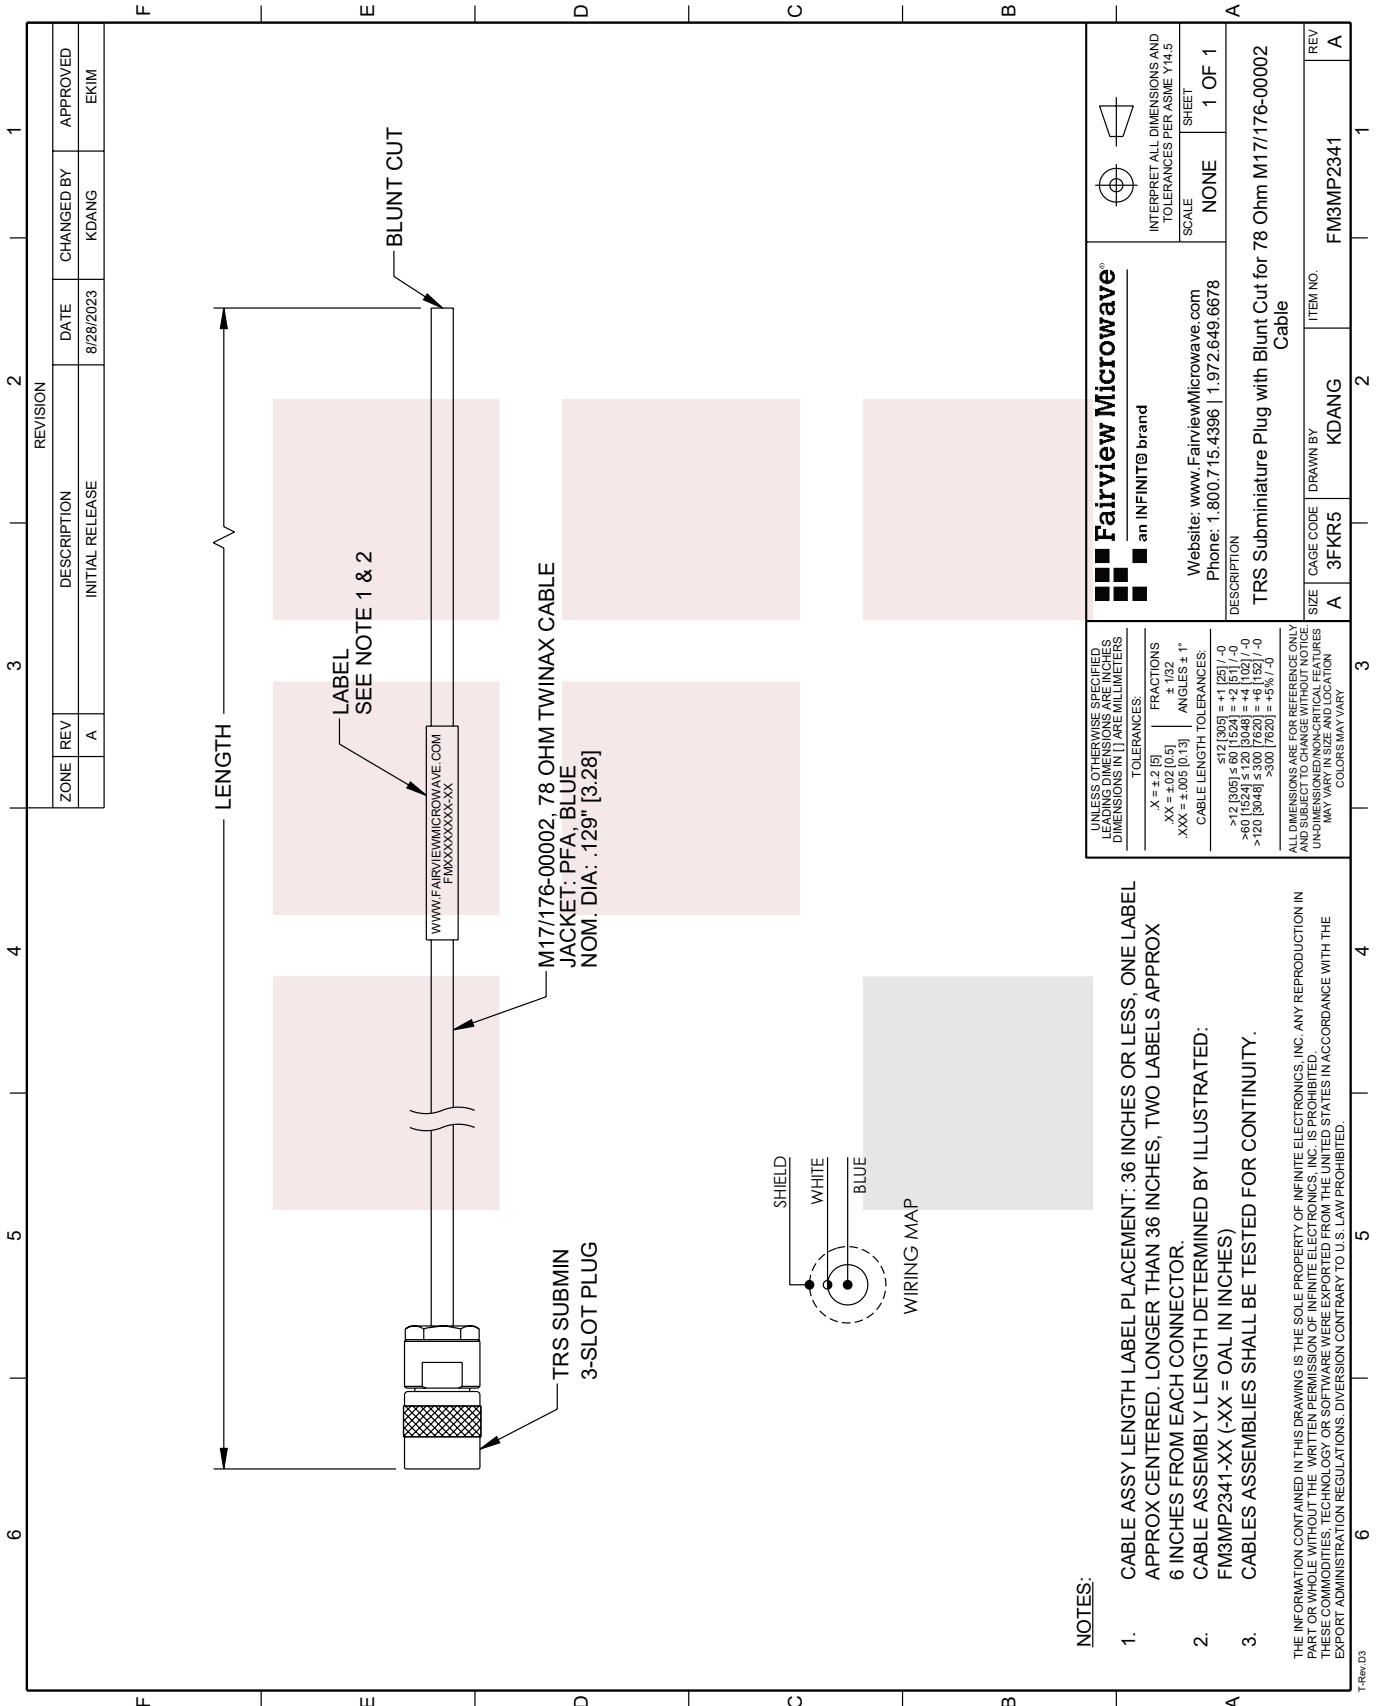 6
5
4
3
2
1
F
E
D
C
B
A
REVISION
ZONE
REV
DESCRIPTION
DATE
CHANGED BY
APPROVED
A
INITIAL RELEASE
8/28/2023
KDANG
EKIM
LENGTH
LABEL
SEE NOTE 1 & 2
BLUNT CUT
WWW.FAIRVIEWMICROWAVE.COM
FMXXXXXXXXX-XX
M17/176-00002, 78 OHM TWINAX CABLE
JACKET: PFA, BLUE
NOM. DIA: .129" [3.28]
TRS SUBMIN
3-SLOT PLUG
SHIELD
WHITE
BLUE
WIRING MAP
NOTES:
1. CABLE ASSY LENGTH LABEL PLACEMENT: 36 INCHES OR LESS, ONE LABEL
APPROX CENTERED. LONGER THAN 36 INCHES, TWO LABELS APPROX
6 INCHES FROM EACH CONNECTOR.
2. CABLE ASSEMBLY LENGTH DETERMINED BY ILLUSTRATED:
FM3MP2341-XX (-XX = OAL IN INCHES)
3. CABLES ASSEMBLIES SHALL BE TESTED FOR CONTINUITY.
THE INFORMATION CONTAINED IN THIS DRAWING IS THE SOLE PROPERTY OF INFINITE ELECTRONICS, INC. ANY REPRODUCTION IN
PART OR WHOLE WITHOUT THE WRITTEN PERMISSION OF INFINITE ELECTRONICS, INC. IS PROHIBITED.
THESE COMMODITIES, TECHNOLOGY OR SOFTWARE WERE EXPORTED FROM THE UNITED STATES IN ACCORDANCE WITH THE
EXPORT ADMINISTRATION REGULATIONS. DIVERSION CONTRARY TO U.S. LAW PROHIBITED.
UNLESS OTHERWISE SPECIFIED
LEADING DIMENSIONS ARE INCHES
DIMENSIONS IN [ ] ARE MILLIMETERS
TOLERANCES:
.X = ±.2 [5]
.XX = ±.02 [0.5]
.XXX = ±.005 [0.13]
FRACTIONS
± 1/32
ANGLES ± 1°
CABLE LENGTH TOLERANCES:
≤12 [305] = +1 [25] / -0
>12 [305] ≤ 60 [1524] = +2 [51] / -0
>60 [1524] ≤ 120 [3048] = +4 [102] / -0
>120 [3048] ≤ 300 [7620] = +6 [152] / -0
>300 [7620] = +5% / -0
ALL DIMENSIONS ARE FOR REFERENCE ONLY
AND SUBJECT TO CHANGE WITHOUT NOTICE.
UN-DIMENSIONED/NON-CRITICAL FEATURES
MAY VARY IN SIZE AND LOCATION
COLORS MAY VARY
Fairview Microwave®
an INFINIT℮ brand
Website: www.FairviewMicrowave.com
Phone: 1.800.715.4396 | 1.972.649.6678
INTERPRET ALL DIMENSIONS AND
TOLERANCES PER ASME Y14.5
SCALE
NONE
SHEET
1 OF 1
DESCRIPTION
TRS Subminiature Plug with Blunt Cut for 78 Ohm M17/176-00002
Cable
SIZE
A
CAGE CODE
3FKR5
DRAWN BY
KDANG
ITEM NO.
FM3MP2341
REV
A
F
E
D
C
B
A
6
5
4
3
2
1
T-Rev.D3